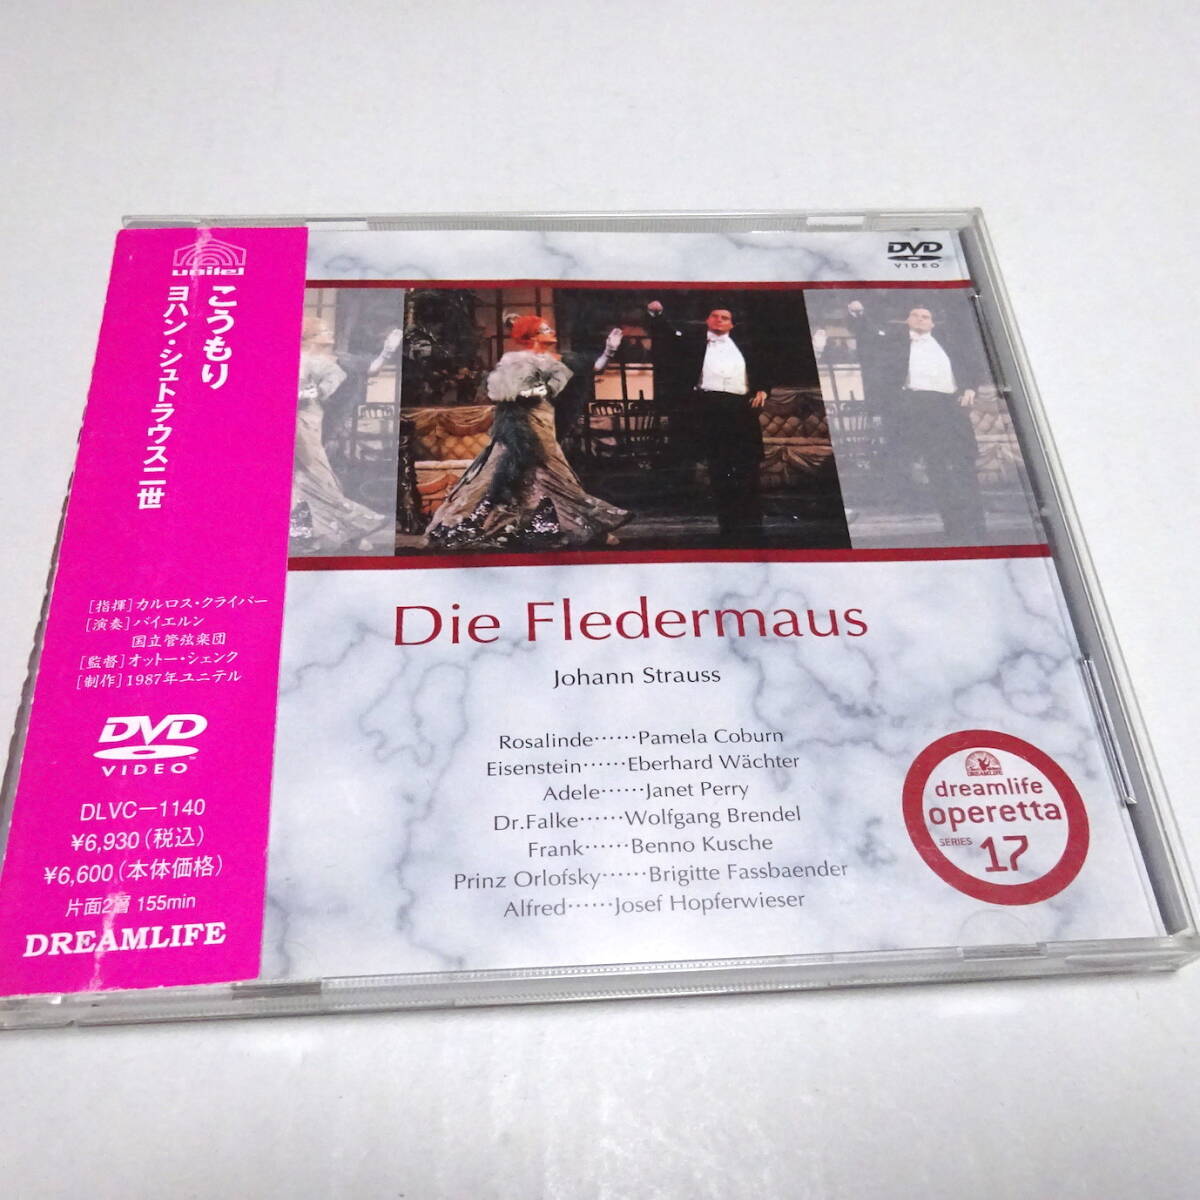 unitel
こうもり
ヨハン・シュトラウス二世
[指揮]カルロス・クライバー
[演奏]バイエルン
国立管弦楽団
[監督]オットー・シェンク
[制作]1987年ユニテル
DVD
VIDEO™
DLVC－1140
¥6,930(税込)
¥6,600(本体価格)
片面2層 155min
DREAMLIFE
DVD
VIDEO
Die Fledermaus
Johann Strauss
Rosalinde……Pamela Coburn
Eisenstein……Eberhard Wächter
Adele……Janet Perry
Dr.Falke……Wolfgang Brendel
Frank……Benno Kusche
Prinz Orlofsky……Brigitte Fassbaender
Alfred……Josef Hopferwieser
DREAMLIFE
dreamlife
operetta
SERIES 17